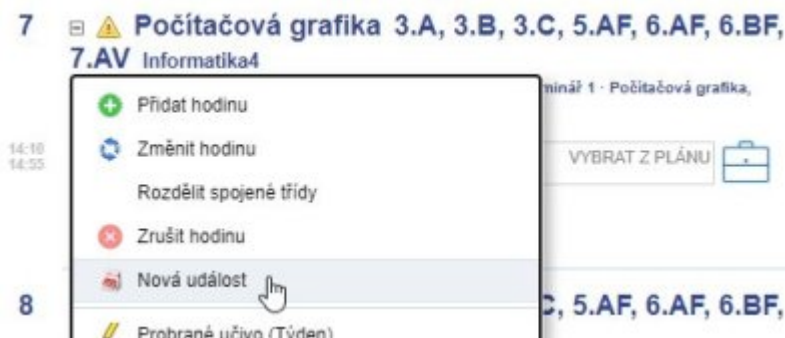 7 Počítačová grafika 3.A, 3.B, 3.C, 5.AF, 6.AF, 6.BF,
7.AV Informatika4
minář 1 · Počítačová grafika,
Přidat hodinu
14:10
14:55
Změnit hodinu
VYBRAT Z PLÁNU
Rozdělit spojené třídy
Zrušit hodinu
Nová událost
8 C, 5.AF, 6.AF, 6.BF,
Probrané učivo (Týden)